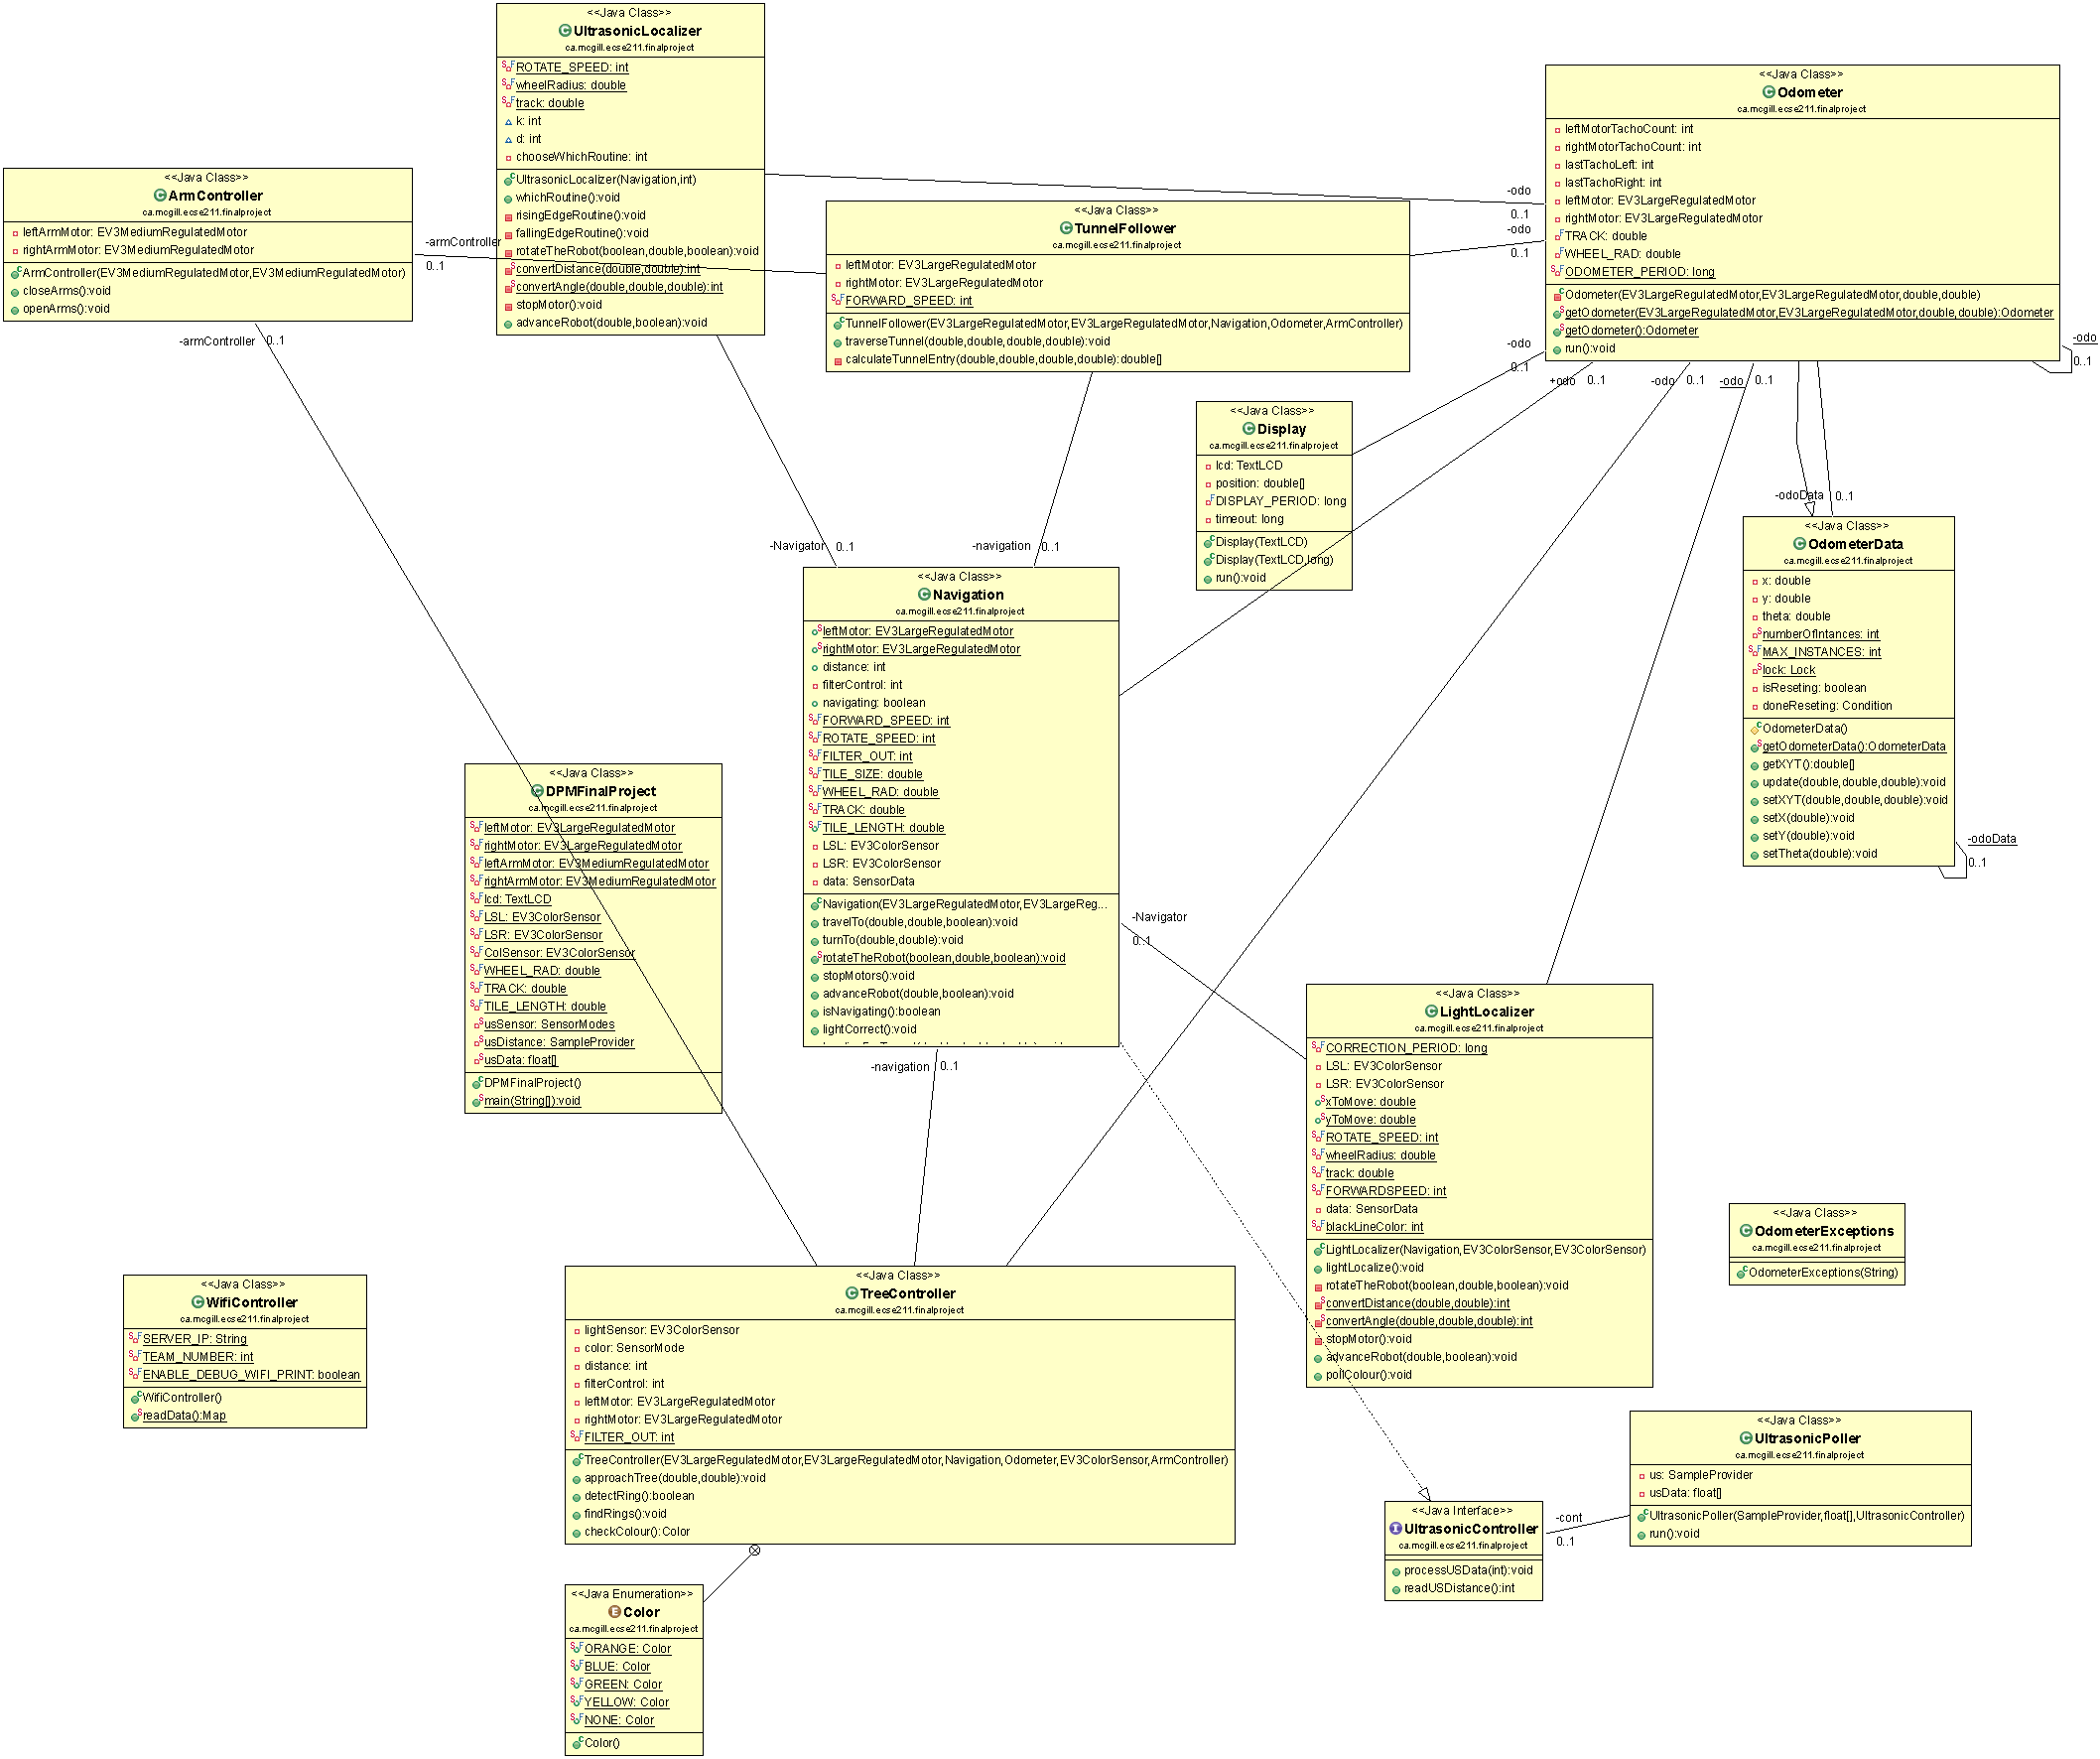 <<Java Class>>
UltrasonicLocalizer
ca.mcgill.ecse211.finalproject
ROTATE_SPEED: int
wheelRadius: double
track: double
k: int
d: int
chooseWhichRoutine: int
UltrasonicLocalizer(Navigation,int)
whichRoutine():void
risingEdgeRoutine():void
fallingEdgeRoutine():void
rotateTheRobot(boolean,double,boolean):void
convertDistance(double,double):int
convertAngle(double,double,double):int
stopMotor():void
advanceRobot(double,boolean):void
<<Java Class>>
Odometer
ca.mcgill.ecse211.finalproject
leftMotorTachoCount: int
rightMotorTachoCount: int
lastTachoLeft: int
lastTachoRight: int
leftMotor: EV3LargeRegulatedMotor
rightMotor: EV3LargeRegulatedMotor
TRACK: double
WHEEL_RAD: double
ODOMETER_PERIOD: long
Odometer(EV3LargeRegulatedMotor,EV3LargeRegulatedMotor,double,double)
getOdometer(EV3LargeRegulatedMotor,EV3LargeRegulatedMotor,double,double):Odometer
getOdometer():Odometer
run():void
-odo
0..1
<<Java Class>>
ArmController
ca.mcgill.ecse211.finalproject
leftArmMotor: EV3MediumRegulatedMotor
rightArmMotor: EV3MediumRegulatedMotor
ArmController(EV3MediumRegulatedMotor,EV3MediumRegulatedMotor)
closeArms():void
openArms():void
-armController
0..1
-armController
0..1
<<Java Class>>
TunnelFollower
ca.mcgill.ecse211.finalproject
leftMotor: EV3LargeRegulatedMotor
rightMotor: EV3LargeRegulatedMotor
FORWARD_SPEED: int
TunnelFollower(EV3LargeRegulatedMotor,EV3LargeRegulatedMotor,Navigation,Odometer,ArmController)
traverseTunnel(double,double,double,double):void
calculateTunnelEntry(double,double,double,double):double[]
-odo
0..1
-odo
0..1
-odo
0..1
+odo 0..1
-odo 0..1
-odo 0..1
<<Java Class>>
Display
ca.mcgill.ecse211.finalproject
lcd: TextLCD
position: double[]
DISPLAY_PERIOD: long
timeout: long
Display(TextLCD)
Display(TextLCD,long)
run():void
-odoData 0..1
<<Java Class>>
OdometerData
ca.mcgill.ecse211.finalproject
x: double
y: double
theta: double
numberOfIntances: int
MAX_INSTANCES: int
lock: Lock
isReseting: boolean
doneReseting: Condition
OdometerData()
getOdometerData():OdometerData
getXYT():double[]
update(double,double,double):void
setXYT(double,double,double):void
setX(double):void
setY(double):void
setTheta(double):void
-odoData
0..1
-Navigator 0..1
-navigation 0..1
<<Java Class>>
Navigation
ca.mcgill.ecse211.finalproject
leftMotor: EV3LargeRegulatedMotor
rightMotor: EV3LargeRegulatedMotor
distance: int
filterControl: int
navigating: boolean
FORWARD_SPEED: int
ROTATE_SPEED: int
FILTER_OUT: int
TILE_SIZE: double
WHEEL_RAD: double
TRACK: double
TILE_LENGTH: double
LSL: EV3ColorSensor
LSR: EV3ColorSensor
data: SensorData
Navigation(EV3LargeRegulatedMotor,EV3LargeReg...
travelTo(double,double,boolean):void
turnTo(double,double):void
rotateTheRobot(boolean,double,boolean):void
stopMotors():void
advanceRobot(double,boolean):void
isNavigating():boolean
lightCorrect():void
-Navigator
0..1
-navigation 0..1
<<Java Class>>
DPMFinalProject
ca.mcgill.ecse211.finalproject
leftMotor: EV3LargeRegulatedMotor
rightMotor: EV3LargeRegulatedMotor
leftArmMotor: EV3MediumRegulatedMotor
rightArmMotor: EV3MediumRegulatedMotor
lcd: TextLCD
LSL: EV3ColorSensor
LSR: EV3ColorSensor
ColSensor: EV3ColorSensor
WHEEL_RAD: double
TRACK: double
TILE_LENGTH: double
usSensor: SensorModes
usDistance: SampleProvider
usData: float[]
DPMFinalProject()
main(String[]):void
<<Java Class>>
LightLocalizer
ca.mcgill.ecse211.finalproject
CORRECTION_PERIOD: long
LSL: EV3ColorSensor
LSR: EV3ColorSensor
xToMove: double
yToMove: double
ROTATE_SPEED: int
wheelRadius: double
track: double
FORWARDSPEED: int
data: SensorData
blackLineColor: int
LightLocalizer(Navigation,EV3ColorSensor,EV3ColorSensor)
lightLocalize():void
rotateTheRobot(boolean,double,boolean):void
convertDistance(double,double):int
convertAngle(double,double,double):int
stopMotor():void
advanceRobot(double,boolean):void
pollColour():void
<<Java Class>>
OdometerExceptions
ca.mcgill.ecse211.finalproject
OdometerExceptions(String)
<<Java Class>>
WifiController
ca.mcgill.ecse211.finalproject
SERVER_IP: String
TEAM_NUMBER: int
ENABLE_DEBUG_WIFI_PRINT: boolean
WifiController()
readData():Map
<<Java Class>>
TreeController
ca.mcgill.ecse211.finalproject
lightSensor: EV3ColorSensor
color: SensorMode
distance: int
filterControl: int
leftMotor: EV3LargeRegulatedMotor
rightMotor: EV3LargeRegulatedMotor
FILTER_OUT: int
TreeController(EV3LargeRegulatedMotor,EV3LargeRegulatedMotor,Navigation,Odometer,EV3ColorSensor,ArmController)
approachTree(double,double):void
detectRing():boolean
findRings():void
checkColour():Color
<<Java Interface>>
UltrasonicController
ca.mcgill.ecse211.finalproject
processUSData(int):void
readUSDistance():int
-cont
0..1
<<Java Class>>
UltrasonicPoller
ca.mcgill.ecse211.finalproject
us: SampleProvider
usData: float[]
UltrasonicPoller(SampleProvider,float[],UltrasonicController)
run():void
<<Java Enumeration>>
Color
ca.mcgill.ecse211.finalproject
ORANGE: Color
BLUE: Color
GREEN: Color
YELLOW: Color
NONE: Color
Color()